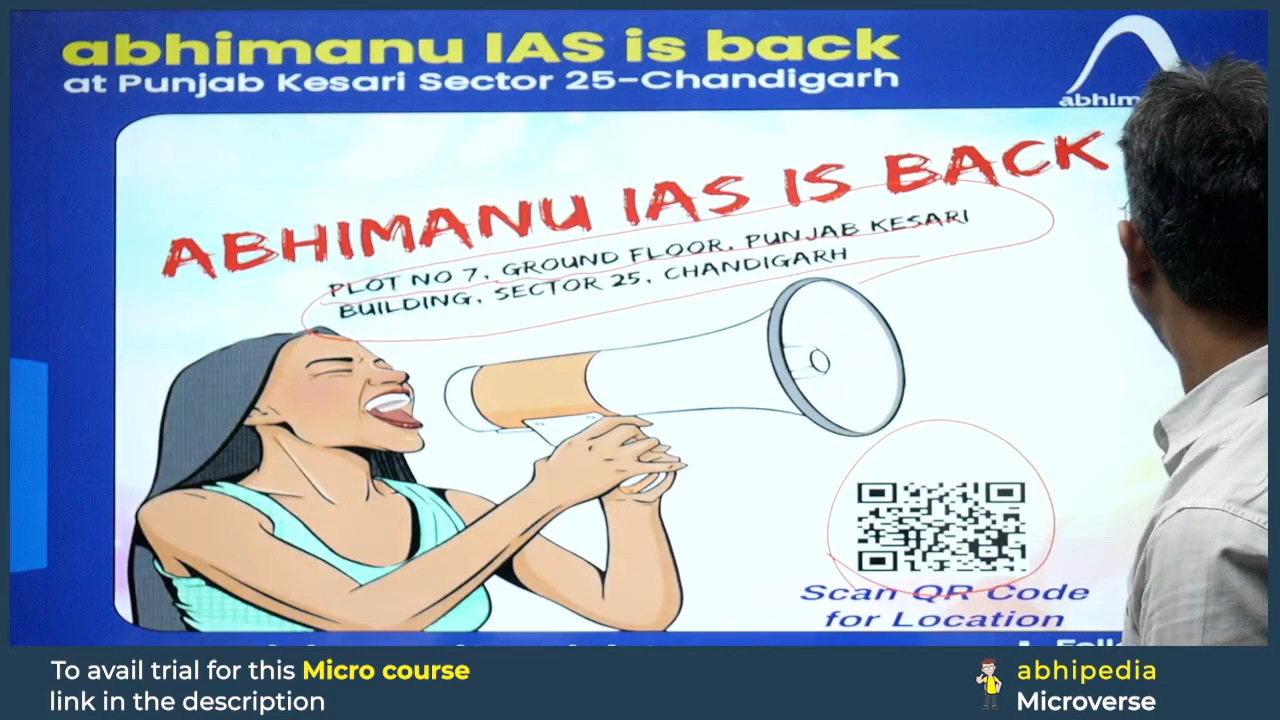 abhimanu IAS is back
at Punjab Kesari Sector 25-Chandigarh
ABHIMANU IAS IS BACK
PLOT NO 7, GROUND FLOOR, PUNJAB KESARI
BUILDING, SECTOR 25, CHANDIGARH
Scan QR Code
for Location
To avail trial for this Micro course
link in the description
abhipedia
Microverse